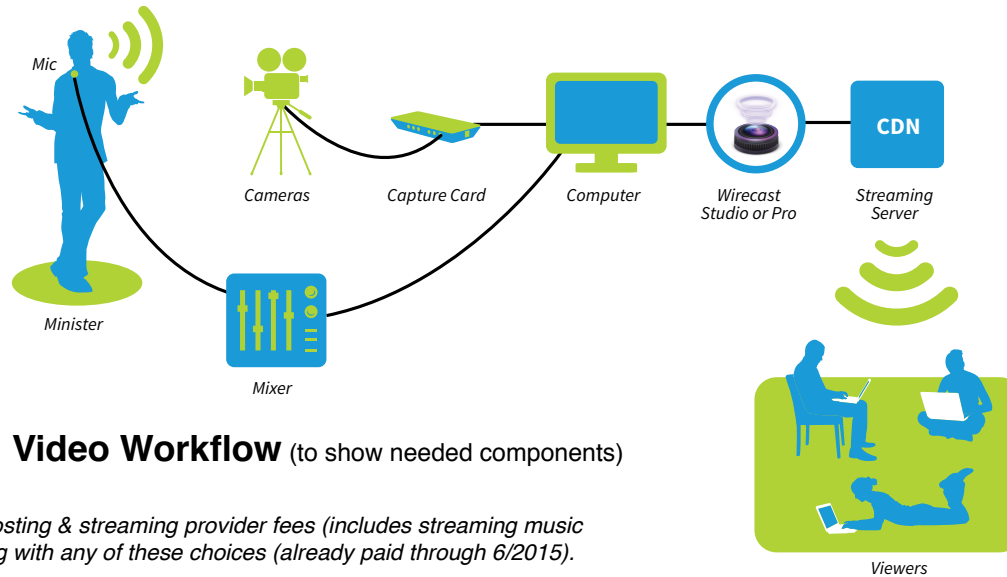 Mic
Cameras
Capture Card
Computer
Wirecast
Studio or Pro
CDN
Streaming
Server
Minister
Mixer
Video Workflow (to show needed components)
osting & streaming provider fees (includes streaming music
g with any of these choices (already paid through 6/2015).
Viewers